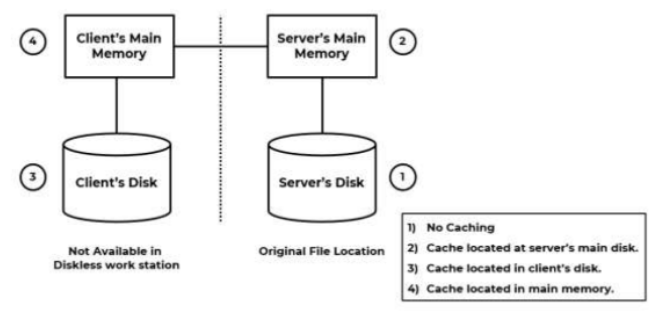 4
Client's Main
Memory
Server's Main
Memory
2
3
Client's Disk
Server's Disk
1
Not Available in
Diskless work station
Original File Location
1) No Caching
2) Cache located at server's main disk.
3) Cache located in client's disk.
4) Cache located in main memory.